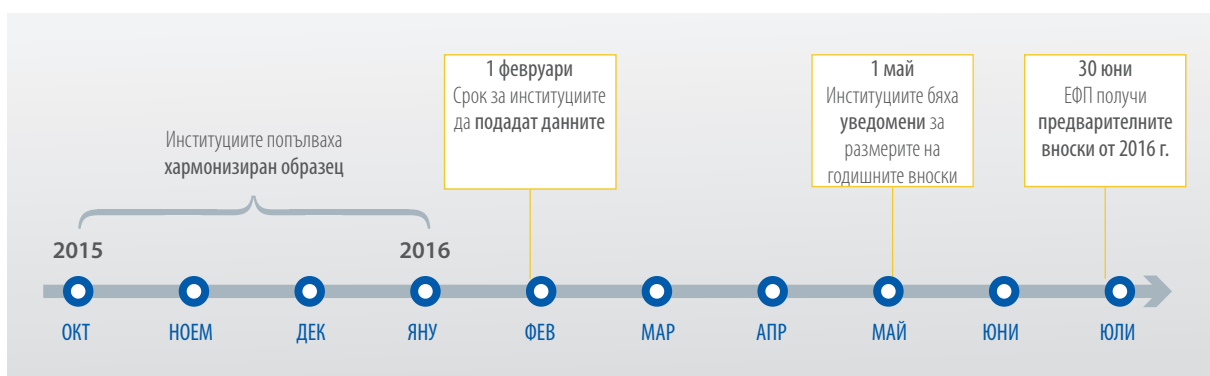 Институциите попълваха
хармонизиран образец
1 февруари
Срок за институциите
да подадат данните
1 май
Институциите бяха
уведомени за
размерите на
годишните вноски
30 юни
ЕФП получи
предварителните
вноски от 2016 г.
2015
2016
ОКТ
НОЕМ
ДЕК
ЯНУ
ФЕВ
МАР
АПР
МАЙ
ЮНИ
ЮЛИ